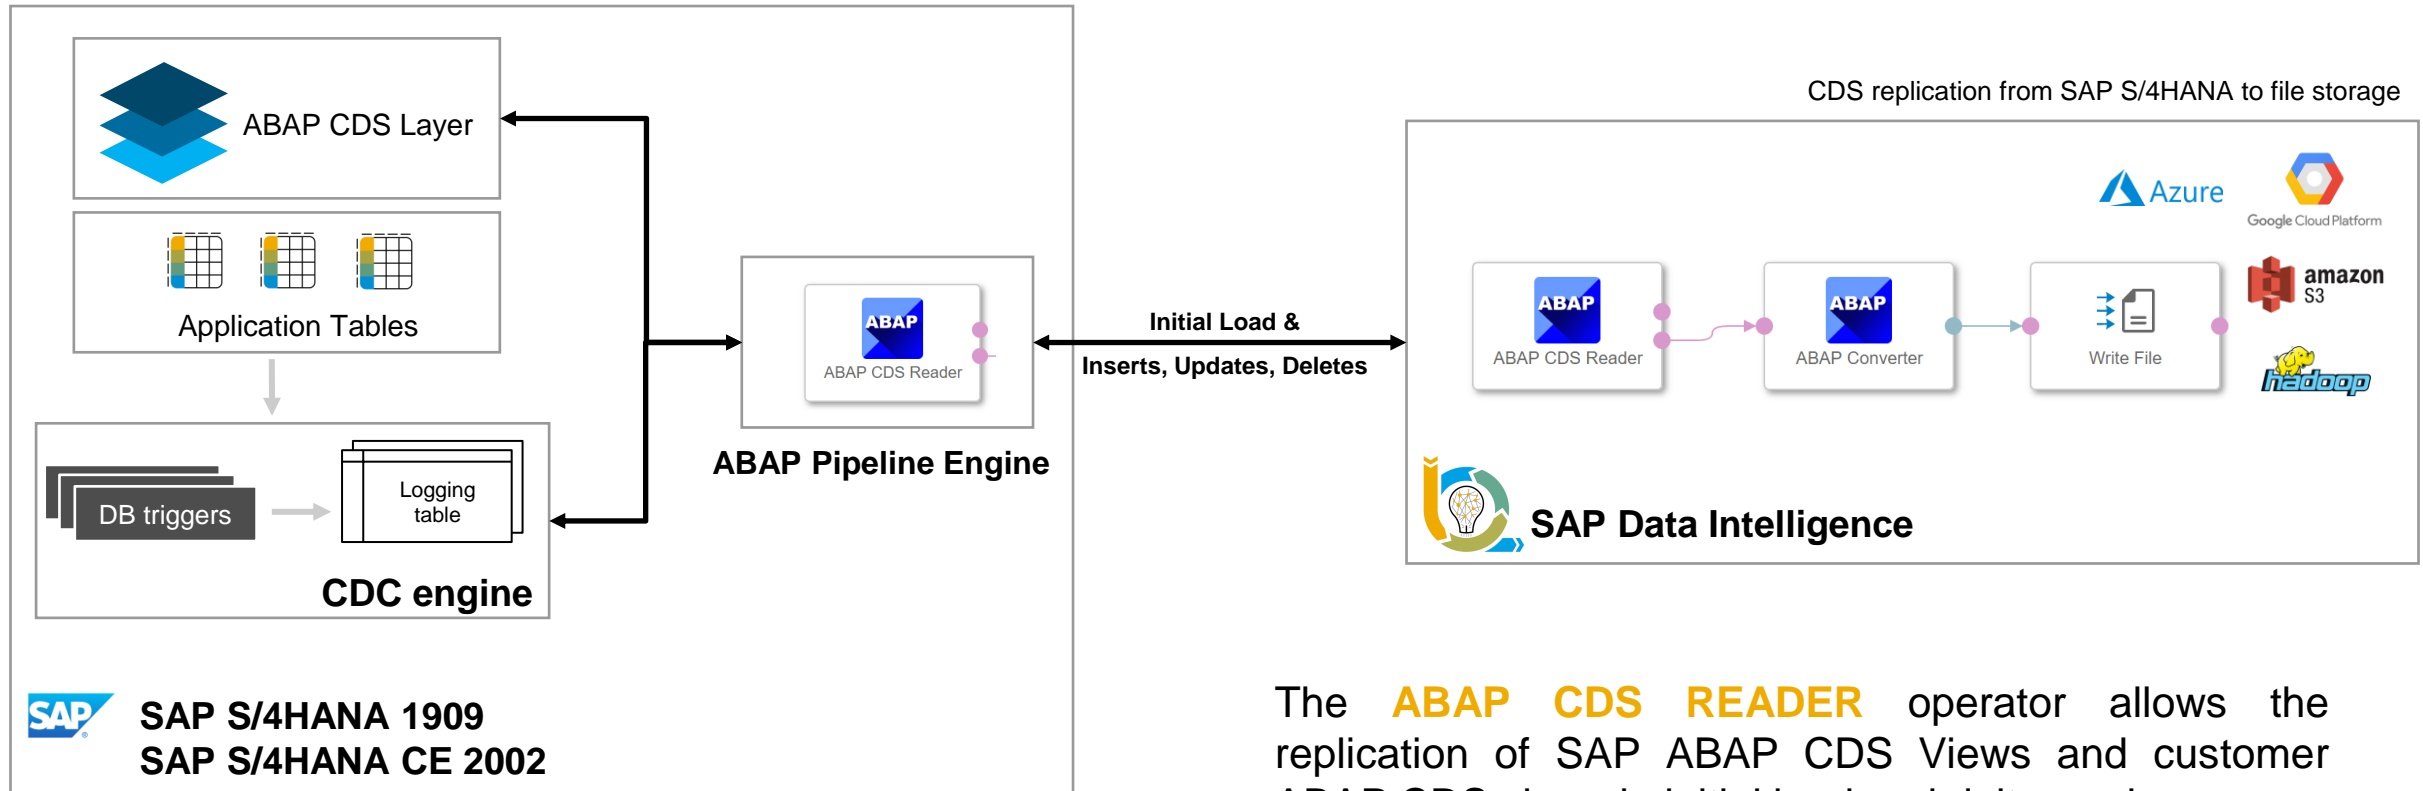 ABAP CDS Layer
Application Tables
DB triggers
Logging
table
CDC engine
SAP
SAP S/4HANA 1909
SAP S/4HANA CE 2002
ABAP
ABAP CDS Reader
ABAP Pipeline Engine
Initial Load &
Inserts, Updates, Deletes
CDS replication from SAP S/4HANA to file storage
Azure
Google Cloud Platform
amazon
S3
hadoop
ABAP
ABAP CDS Reader
ABAP
ABAP Converter
Write File
SAP Data Intelligence
The ABAP CDS READER operator allows the
replication of SAP ABAP CDS Views and customer